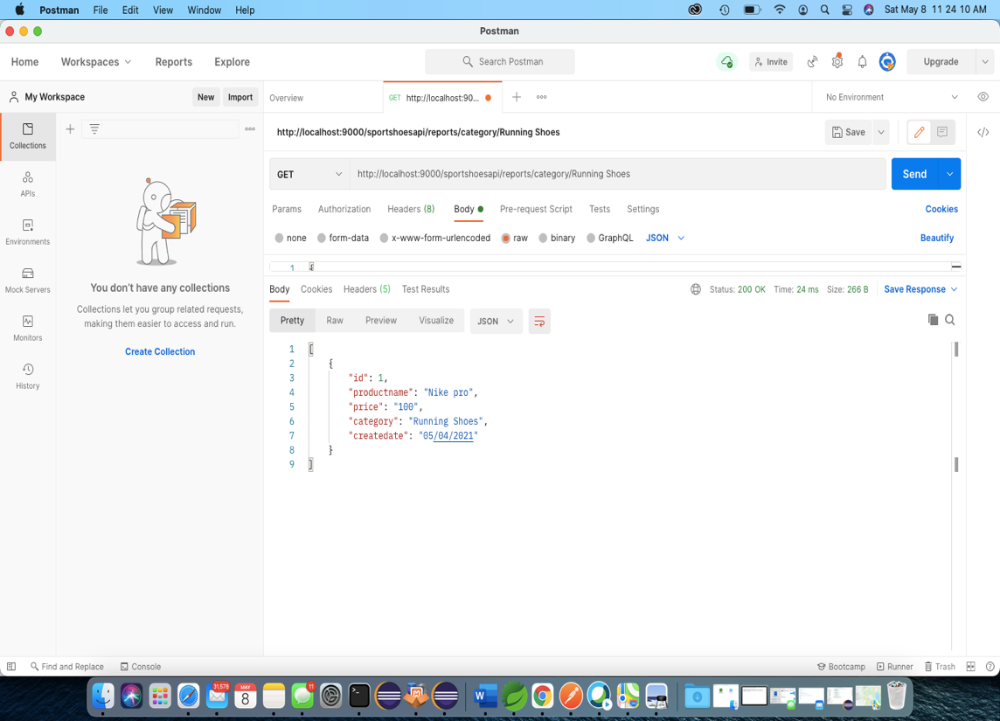 Postman File Edit View Window Help Sat May 8 11 24 10 AM
Postman
Home Workspaces Reports Explore Search Postman Invite Upgrade
My Workspace New Import Overview GET http://localhost:90... ooo No Environment
Collections
APIs
Environments
Mock Servers
Monitors
History
You don't have any collections
Collections let you group related requests,
making them easier to access and run.
Create Collection
http://localhost:9000/sportshoesapi/reports/category/Running Shoes Save
GET http://localhost:9000/sportshoesapi/reports/category/Running Shoes Send
Params Authorization Headers (8) Body Pre-request Script Tests Settings Cookies
none form-data x-www-form-urlencoded raw binary GraphQL JSON Beautify
1 {
Body Cookies Headers (5) Test Results Status: 200 OK Time: 24 ms Size: 266 B Save Response
Pretty Raw Preview Visualize JSON
1 [
2 {
3 "id": 1,
4 "productname": "Nike pro",
5 "price": "100",
6 "category": "Running Shoes",
7 "createdate": "05/04/2021"
8 }
9 ]
Find and Replace Console Bootcamp Runner Trash
31,578 MAY 8 11